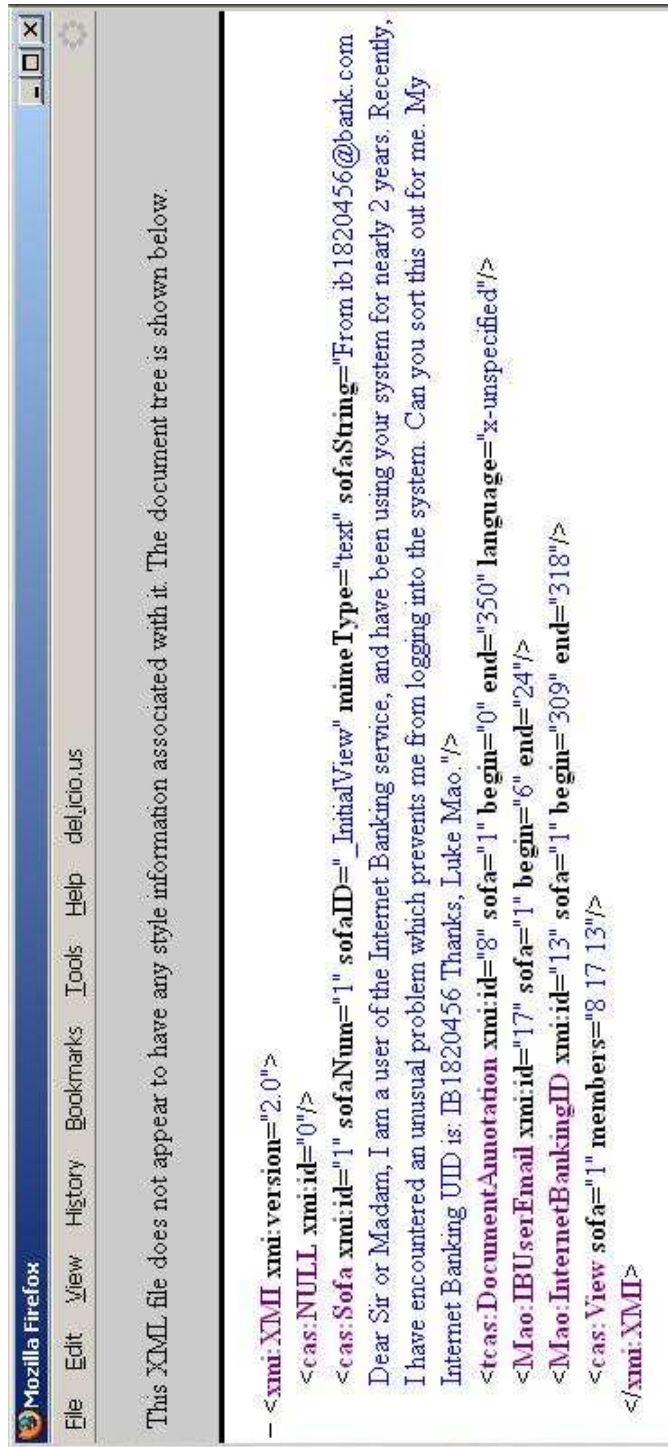 Mozilla Firefox
File Edit View History Bookmarks Tools Help del.icio.us
This XML file does not appear to have any style information associated with it. The document tree is shown below.
– <xmi:XMI xmi:version="2.0">
<cas:NULL xmi:id="0"/>
<cas:Sofa xmi:id="1" sofaNum="1" sofaID="_InitialView" mimeType="text" sofaString="From ib1820456@bank.com
Dear Sir or Madam, I am a user of the Internet Banking service, and have been using your system for nearly 2 years. Recently,
I have encountered an unusual problem which prevents me from logging into the system. Can you sort this out for me. My
Internet Banking UID is: IB1820456 Thanks, Luke Mao."/>
<tcas:DocumentAnnotation xmi:id="8" sofa="1" begin="0" end="350" language="x-unspecified"/>
<Mao:IBUserEmail xmi:id="17" sofa="1" begin="6" end="24"/>
<Mao:InternetBankingID xmi:id="13" sofa="1" begin="309" end="318"/>
<cas:View sofa="1" members="8 17 13"/>
</xmi:XMI>